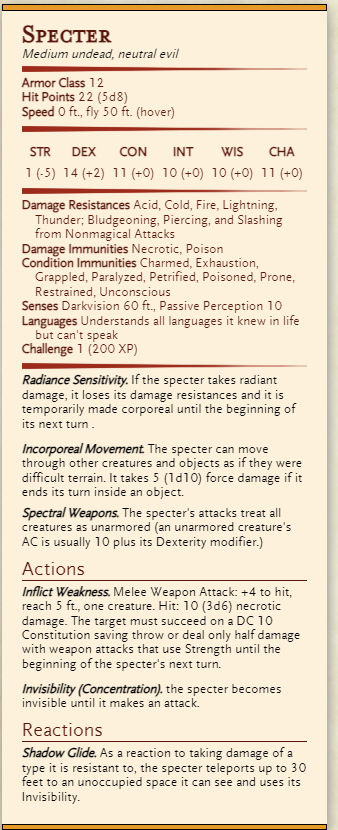 Specter
Medium undead, neutral evil
Armor Class 12
Hit Points 22 (5d8)
Speed 0 ft., fly 50 ft. (hover)
STR DEX CON INT WIS CHA
1 (-5) 14 (+2) 11 (+0) 10 (+0) 10 (+0) 11 (+0)
Damage Resistances Acid, Cold, Fire, Lightning,
Thunder; Bludgeoning, Piercing, and Slashing
from Nonmagical Attacks
Damage Immunities Necrotic, Poison
Condition Immunities Charmed, Exhaustion,
Grappled, Paralyzed, Petrified, Poisoned, Prone,
Restrained, Unconscious
Senses Darkvision 60 ft., Passive Perception 10
Languages Understands all languages it knew in life
but can't speak
Challenge 1 (200 XP)
Radiance Sensitivity. If the specter takes radiant
damage, it loses its damage resistances and it is
temporarily made corporeal until the beginning of
its next turn .
Incorporeal Movement. The specter can move
through other creatures and objects as if they were
difficult terrain. It takes 5 (1d10) force damage if it
ends its turn inside an object.
Spectral Weapons. The specter's attacks treat all
creatures as unarmored (an unarmored creature's
AC is usually 10 plus its Dexterity modifier.)
Actions
Inflict Weakness. Melee Weapon Attack: +4 to hit,
reach 5 ft., one creature. Hit: 10 (3d6) necrotic
damage. The target must succeed on a DC 10
Constitution saving throw or deal only half damage
with weapon attacks that use Strength until the
beginning of the specter's next turn.
Invisibility (Concentration). the specter becomes
invisible until it makes an attack.
Reactions
Shadow Glide. As a reaction to taking damage of a
type it is resistant to, the specter teleports up to 30
feet to an unoccupied space it can see and uses its
Invisibility.